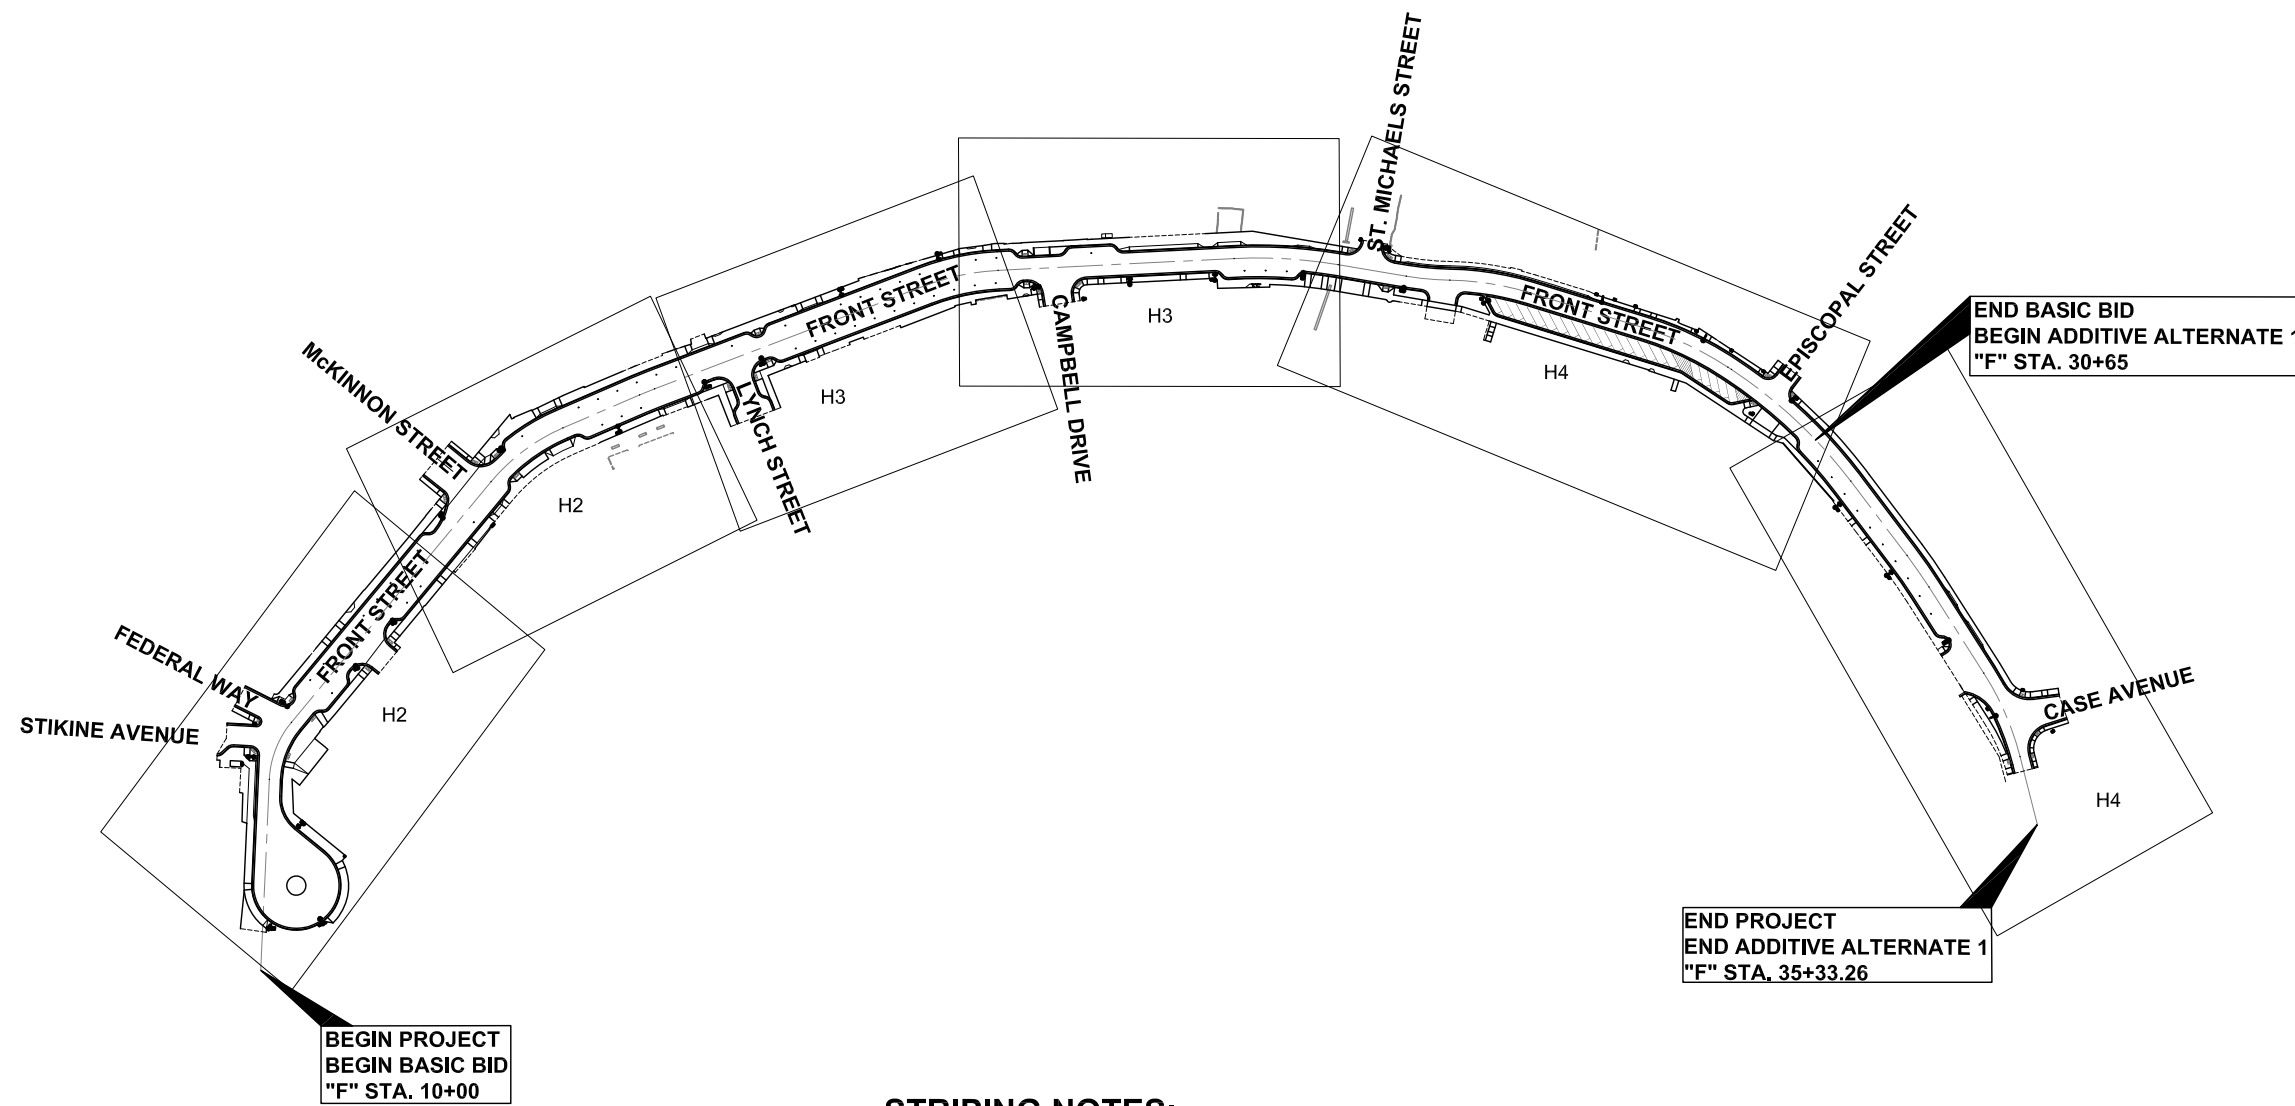 ST. MICHAELS STREET
EPISCOPAL STREET
END BASIC BID
BEGIN ADDITIVE ALTERNATE 1
"F" STA. 30+65
FRONT STREET
FRONT STREET
McKINNON STREET
CAMPBELL DRIVE
H3
H3
H4
LYNCH STREET
H2
FRONT STREET
FEDERAL WAY
STIKINE AVENUE
H2
CASE AVENUE
H4
END PROJECT
END ADDITIVE ALTERNATE 1
"F" STA. 35+33.26
BEGIN PROJECT
BEGIN BASIC BID
"F" STA. 10+00
STRIPING NOTES: